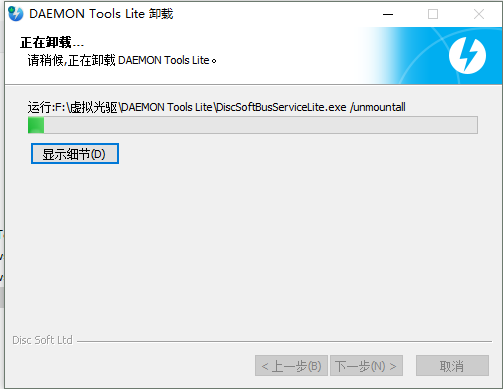 DAEMON Tools Lite 卸载
正在卸载...
请稍候,正在卸载 DAEMON Tools Lite。
运行:F:\虚拟光驱\DAEMON Tools Lite\DiscSoftBusServiceLite.exe /unmountall
显示细节(D)
Disc Soft Ltd
< 上一步(B)
下一步(N) >
取消